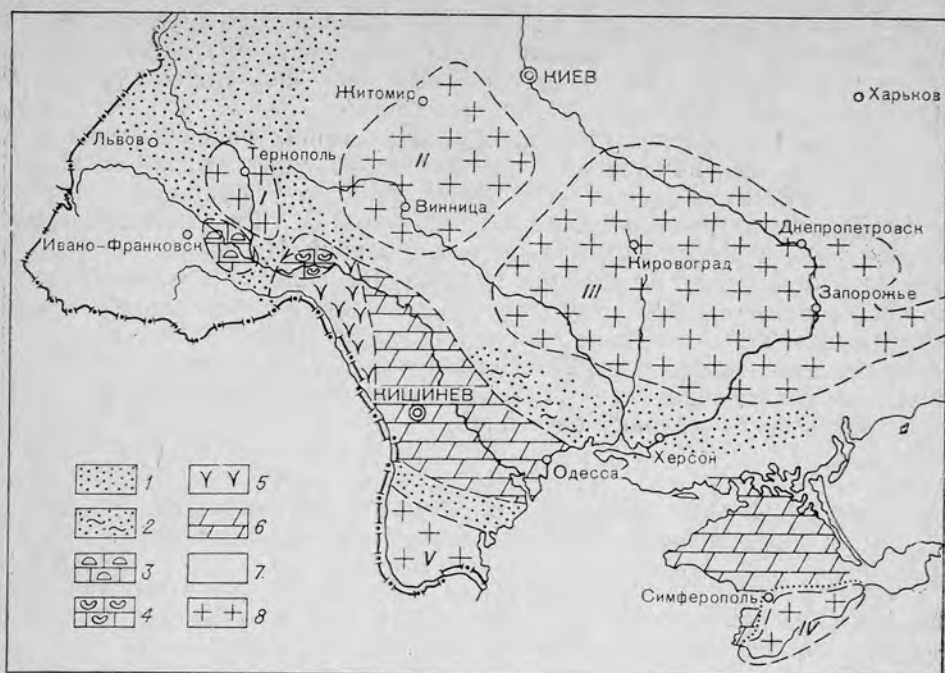 КИЕВ
Житомир
Харьков
Львов
Тернополь
II
Винница
Ивано-Франковск
Днепропетровск
Кировоград
III
Запорожье
КИШИНЕВ
Херсон
Одесса
1 5
2 6
3 7
4 8
V
Симферополь
IV